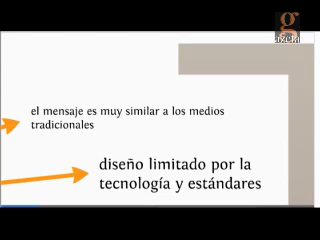 el mensaje es muy similar a los medios
tradicionales
diseño limitado por la
tecnología y estándares